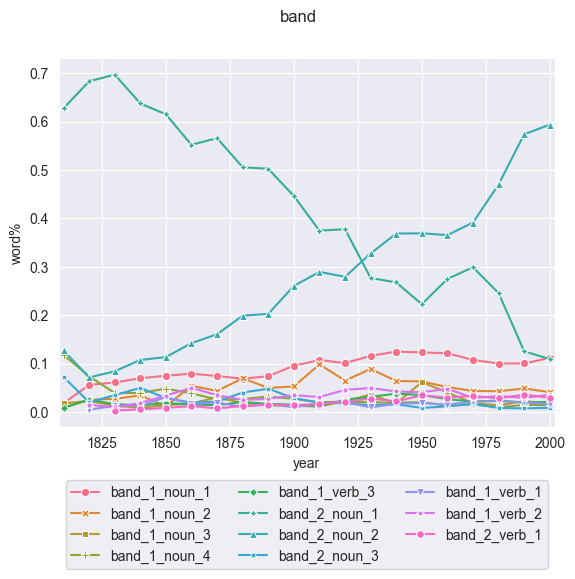 band
0.7
0.6
0.5
0.4
0.3
0.2
0.1
0.0
word%
1825 1850 1875 1900 1925 1950 1975 2000
year
band_1_noun_1 band_1_verb_3 band_1_verb_1
band_1_noun_2 band_2_noun_1 band_1_verb_2
band_1_noun_3 band_2_noun_2 band_2_verb_1
band_1_noun_4 band_2_noun_3